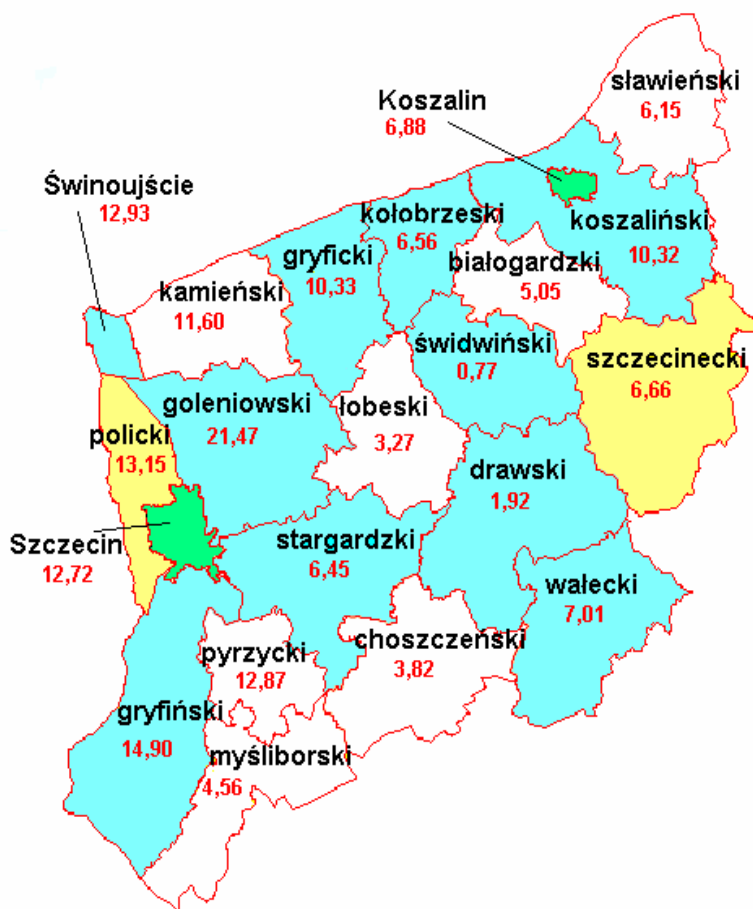 sławieński
6,15
Koszalin
6,88
Świnoujście
12,93
kołobrzeski
6,56
koszaliński
10,32
gryficki
10,33
białogardzki
5,05
kamieński
11,60
świdwiński
0,77
szczecinecki
6,66
goleniowski
21,47
łobeski
3,27
policki
13,15
drawski
1,92
Szczecin
12,72
stargardzki
6,45
wałecki
7,01
choszczeński
3,82
pyrzycki
12,87
gryfiński
14,90
myśliborski
4,56